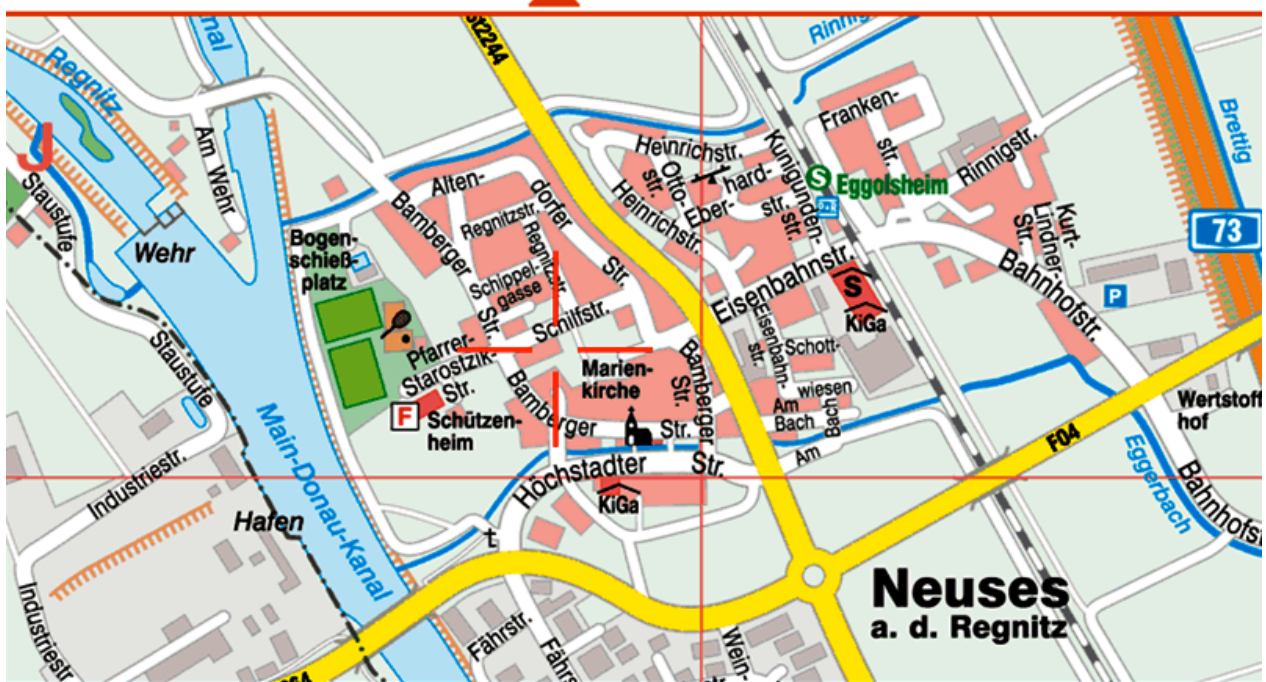 St2244
Regnitz
J
Staustufe
Am Wehr
Wehr
Staustufe
Industriestr.
Industriestr
Hafen
Main-Donau-Kanal
Bogen-
schieß-
platz
Alten-
dorfer
Str.
Bamberger
Str.
Regnitzstr.
Regnitzstr.
Schippel-
gasse
Schilfstr.
Pfarrer-
Starostzik-
Str.
F
Schützen-
heim
Bamberger
Str.
Marien-
kirche
Bamberger
Str.
Höchstadter
Str.
KiGa
t
Fährstr.
Fährs
Wein-
Heinrichstr.
Heinrichstr.
Otto-
str.
Eber-
hard-
str.
Kunigunden-
str.
Eisenbahnstr.
Eisenbahn-
str.
Schott-
wiesen
Am
Bach
Am
Bach
S
KiGa
S
Eggolsheim
Franken-
str.
Rinnigstr.
Rinnig
Kurt-
Lindner-
Str.
Bahnhofstr.
P
73
Brettig
Wertstoff
hof
F04
Eggerbach
Bahnhofst
Neuses
a. d. Regnitz